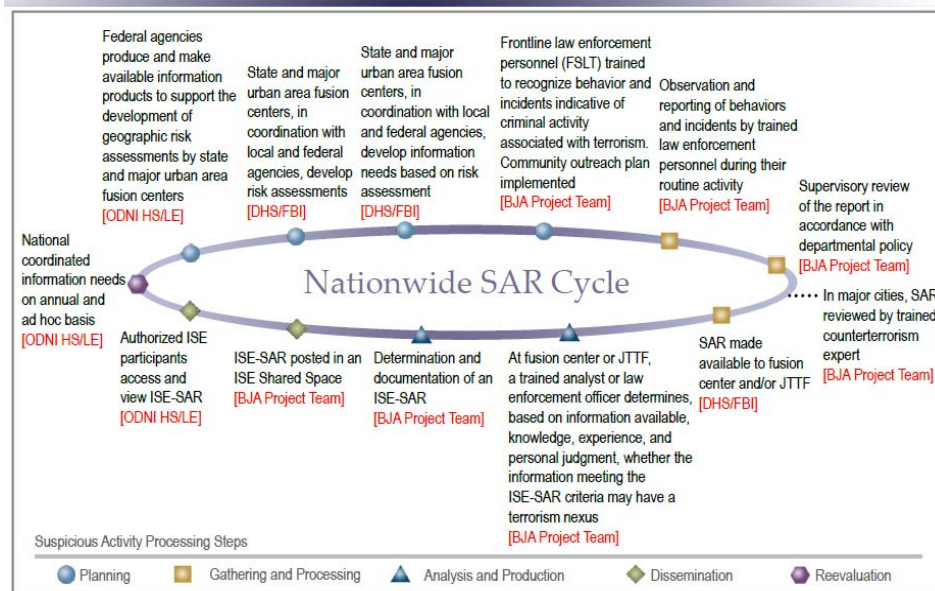 Federal agencies
produce and make
available information
products to support the
development of
geographic risk
assessments by state
and major urban area
fusion centers
[ODNI HS/LE]
State and major
urban area fusion
centers, in
coordination with
local and federal
agencies, develop
risk assessments
[DHS/FBI]
State and major
urban area fusion
centers, in
coordination with local
and federal agencies,
develop information
needs based on risk
assessment
[DHS/FBI]
Frontline law enforcement
personnel (FSLT) trained
to recognize behavior and
incidents indicative of
criminal activity
associated with terrorism.
Community outreach plan
implemented
[BJA Project Team]
Observation and
reporting of behaviors
and incidents by trained
law enforcement
personnel during their
routine activity
[BJA Project Team]
Supervisory review
of the report in
accordance with
departmental policy
[BJA Project Team]
In major cities, SAR
reviewed by trained
counterterrorism
expert
[BJA Project Team]
National
coordinated
information needs
on annual and
ad hoc basis
[ODNI HS/LE]
Nationwide SAR Cycle
Authorized ISE
participants
access and
view ISE-SAR
[ODNI HS/LE]
ISE-SAR posted in an
ISE Shared Space
[BJA Project Team]
Determination and
documentation of an
ISE-SAR
[BJA Project Team]
At fusion center or JTTF,
a trained analyst or law
enforcement officer determines,
based on information available,
knowledge, experience, and
personal judgment, whether the
information meeting the
ISE-SAR criteria may have a
terrorism nexus
[BJA Project Team]
SAR made
available to fusion
center and/or JTTF
[DHS/FBI]
Suspicious Activity Processing Steps
Planning
Gathering and Processing
Analysis and Production
Dissemination
Reevaluation